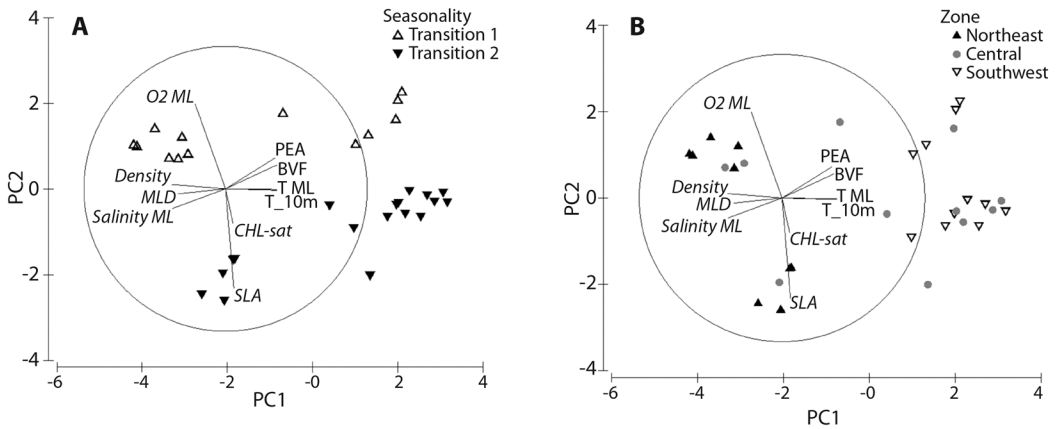 A
Seasonality
Transition 1
Transition 2
4
2
0
-2
-4
PC2
O2 ML
PEA
BVF
Density
MLD
T ML
T_10m
Salinity ML
CHL-sat
SLA
-6
-4
-2
-0
2
4
PC1
B
Zone
Northeast
Central
Southwest
4
2
0
-2
-4
PC2
O2 ML
PEA
BVF
Density
MLD
T ML
T_10m
Salinity ML
CHL-sat
SLA
-6
-4
-2
-0
2
4
PC1